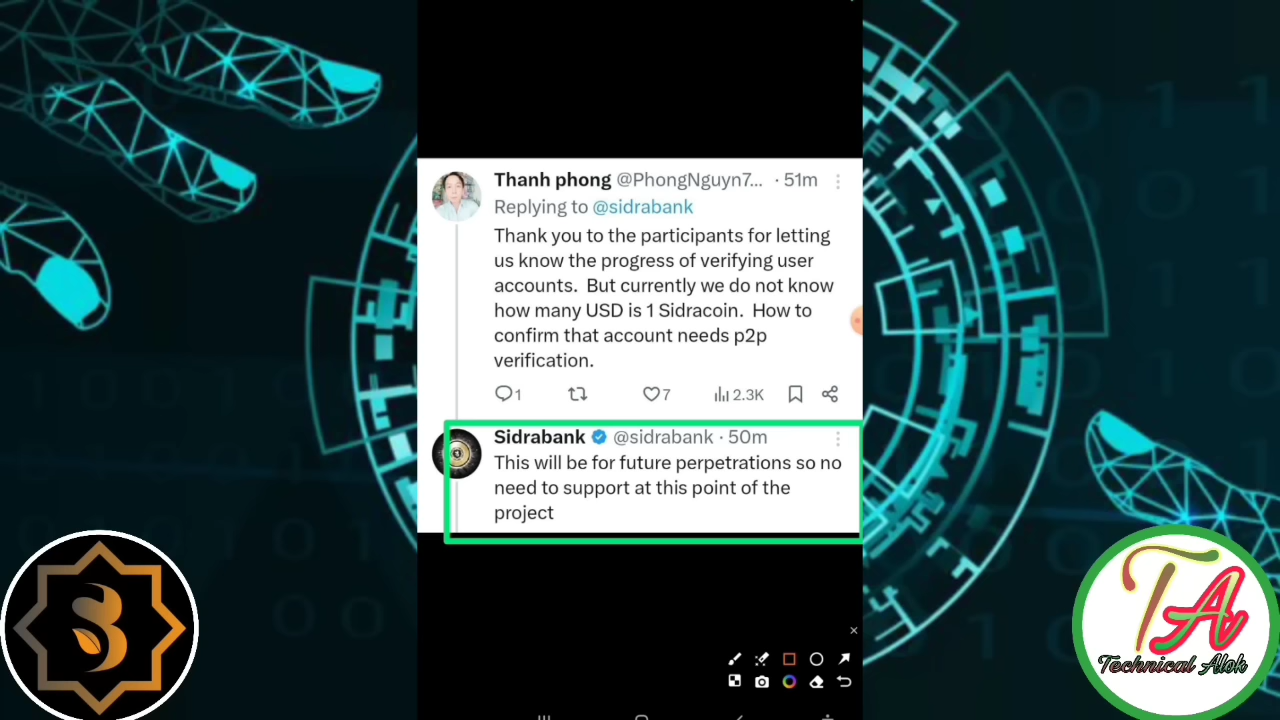 Thanh phong @PhongNguyn7... · 51m
Replying to @sidrabank
Thank you to the participants for letting
us know the progress of verifying user
accounts. But currently we do not know
how many USD is 1 Sidracoin. How to
confirm that account needs p2p
verification.
1 7 2.3K
Sidrabank @sidrabank · 50m
This will be for future perpetrations so no
need to support at this point of the
project
TA
Technical Alok